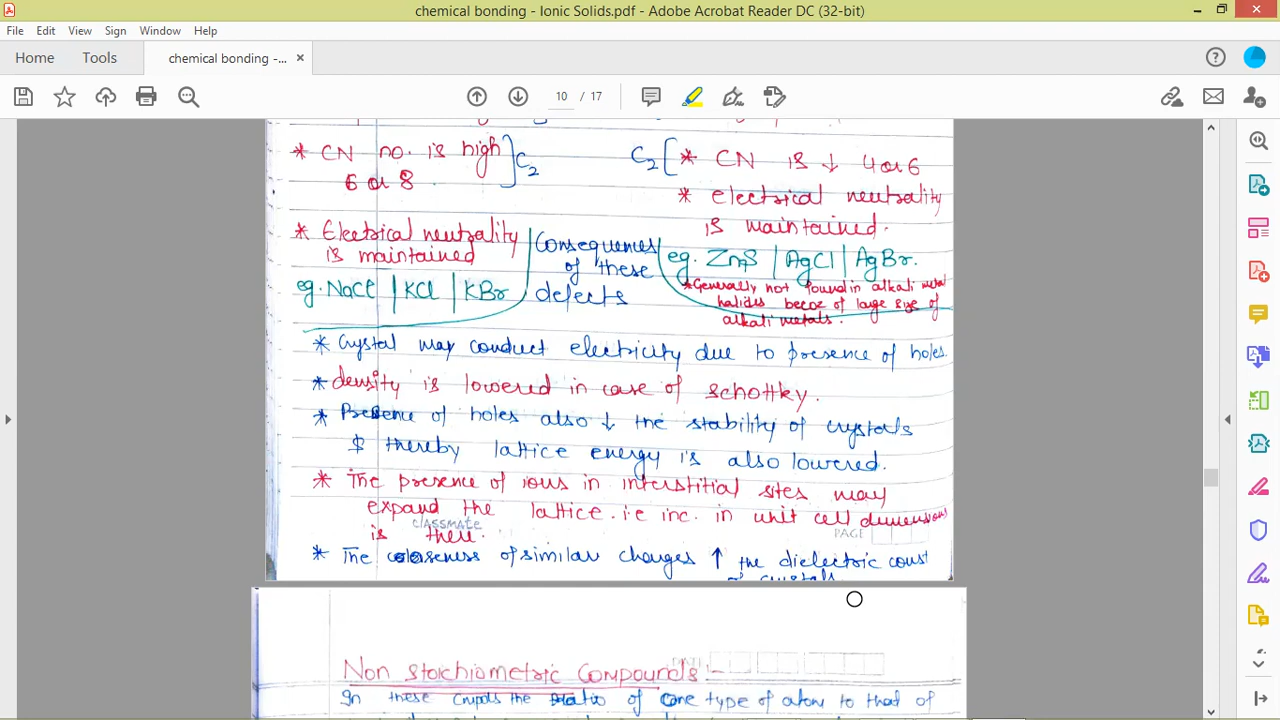 chemical bonding - Ionic Solids.pdf - Adobe Acrobat Reader DC (32-bit)
File Edit View Sign Window Help
Home Tools chemical bonding -... ×
10 / 17
* CN no. is high
6 or 8
C2
C2 * CN is ↓ 4 or 6
* electrical neutrality
is maintained.
* Electrical neutrality
is maintained
eg. NaCl | KCl | KBr
Consequences
of these
defects
eg. ZnS | AgCl | AgBr.
* Generally not found in alkali metal
halides becoz of large size of
alkali metals.
* Crystal may conduct electricity due to presence of holes.
* density is lowered in case of schottky.
* Presence of holes also ↓ the stability of crystals
$ thereby lattice energy is also lowered.
* The presence of ions in interstitial sites may
expand the lattice. i.e inc. in unit cell dimensions
is there.
CLASSMATE
PAGE
* The closeness of similar charges ↑ the dielectric const
of crystals
Non Stoichiometric Compounds :-
In these crystals the ratio of one type of atom to that of